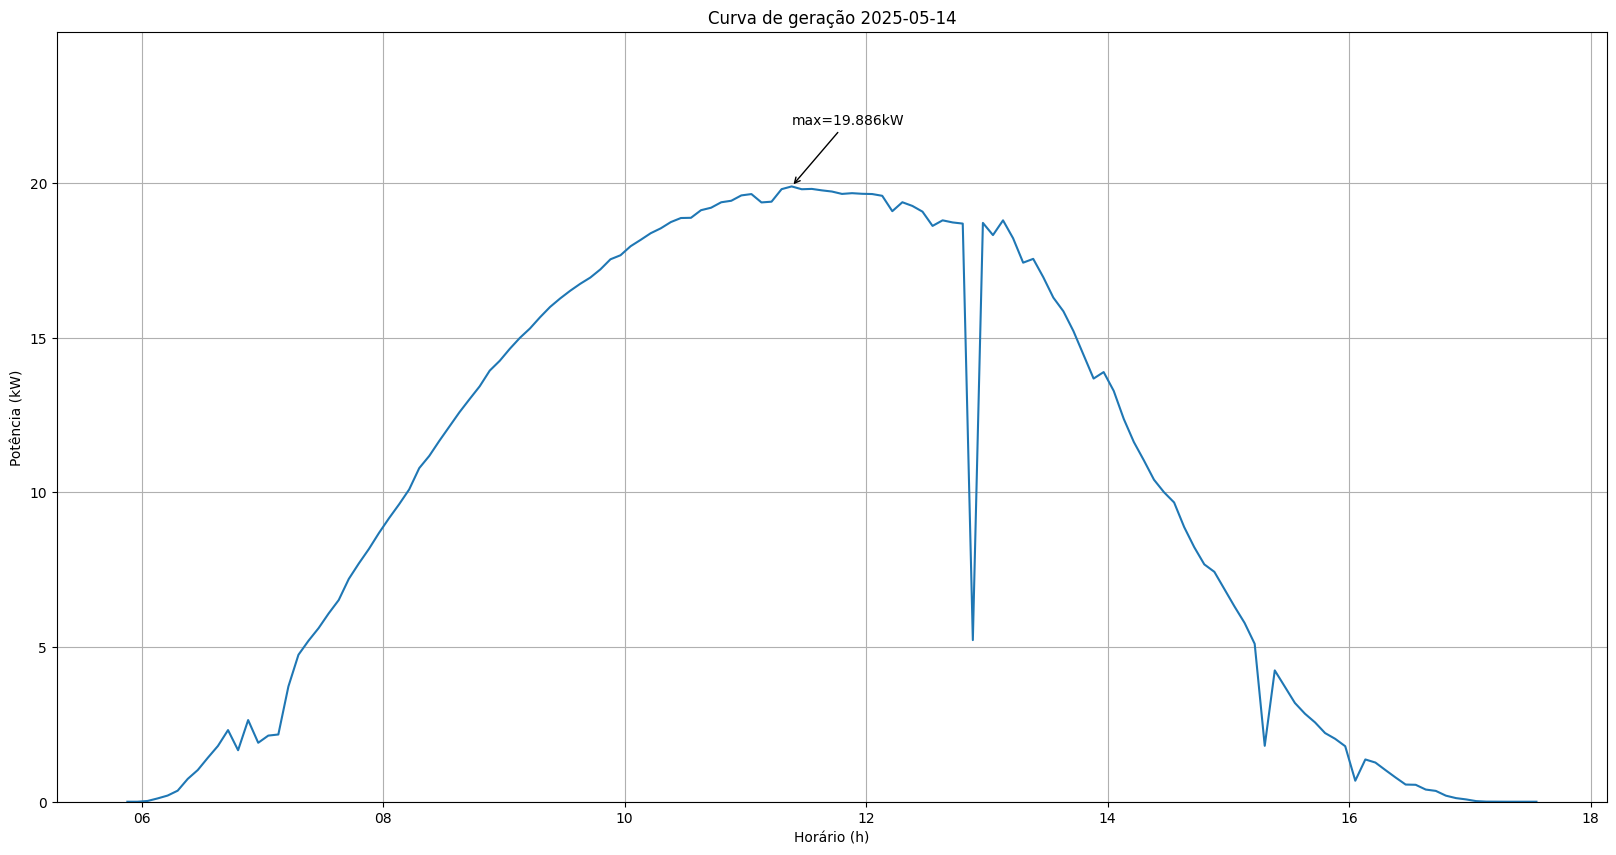 Curva de geração 2025-05-14
max=19.886kW
20
15
10
5
0
Potência (kW)
06 08 10 12 14 16 18
Horário (h)